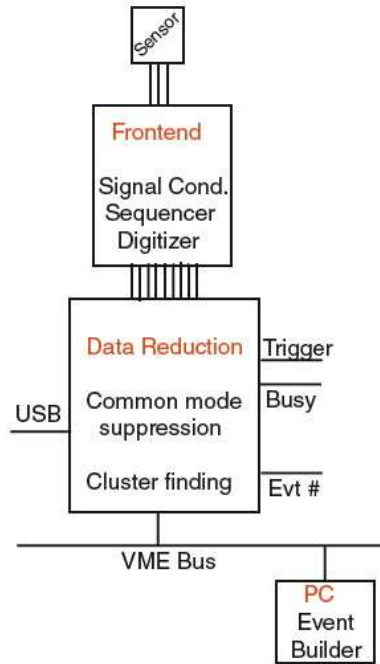 Sensor
Frontend
Signal Cond.
Sequencer
Digitizer
Data Reduction
Trigger
Common mode
suppression
Busy
USB
Cluster finding
Evt #
VME Bus
PC
Event
Builder